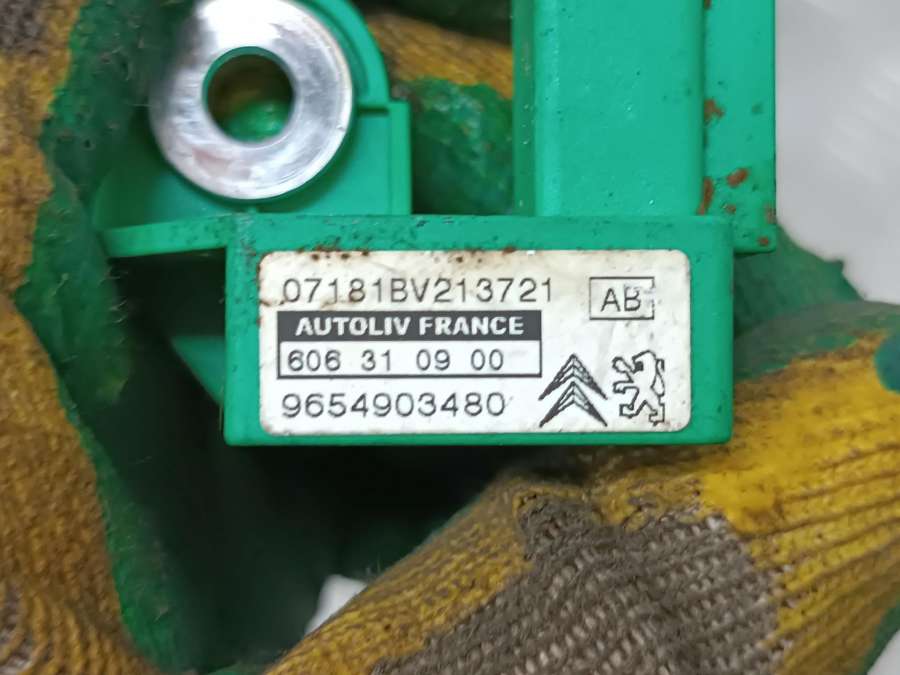 07181BV213721
AB
AUTOLIV FRANCE
606 31 09 00
9654903480